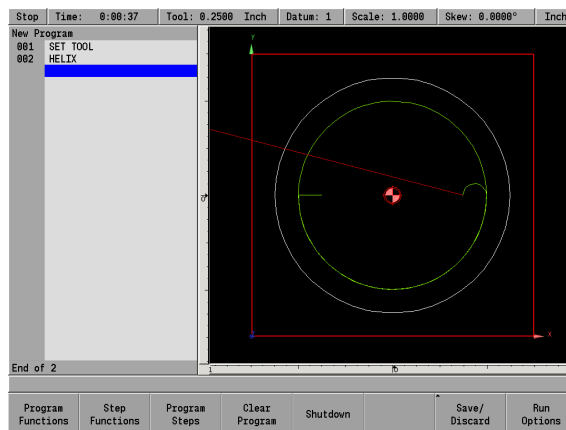 Stop Time: 0:00:37 Tool: 0.2500 Inch Datum: 1 Scale: 1.0000 Skew: 0.0000° Inch
New Program
001 SET TOOL
002 HELIX
Y
X
End of 2
Program Functions
Step Functions
Program Steps
Clear Program
Shutdown
Save/ Discard
Run Options